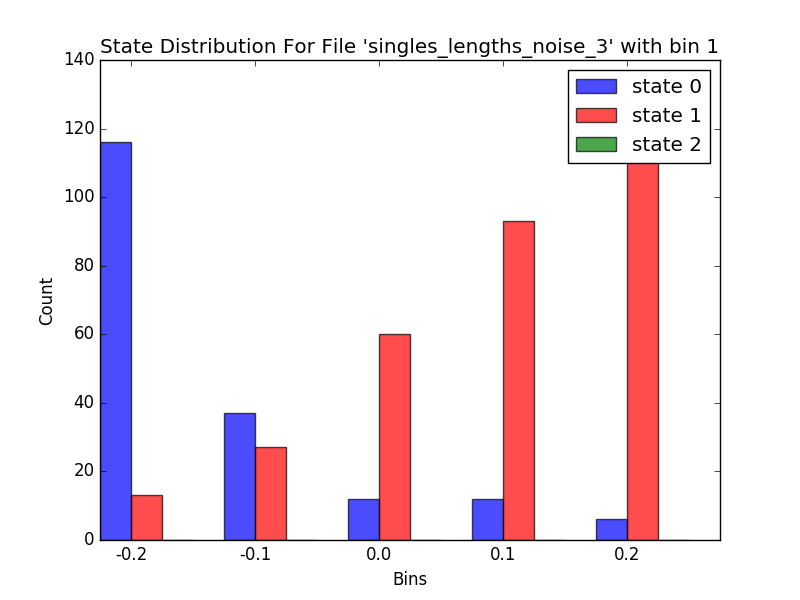 State Distribution For File 'singles_lengths_noise_3' with bin 1
140
120
100
80
60
40
20
0
Count
state 0
state 1
state 2
-0.2
-0.1
0.0
0.1
0.2
Bins